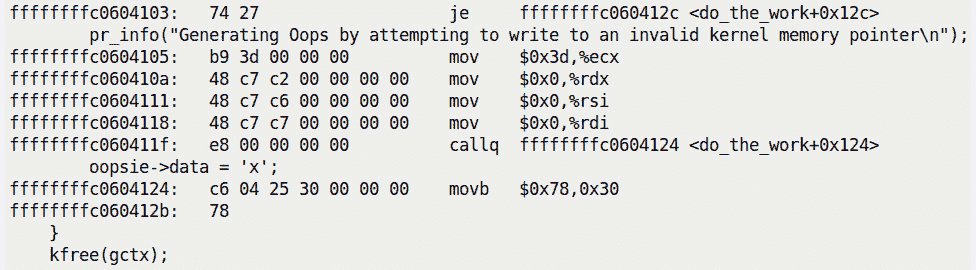 ffffffffc0604103:   74 27                   je     ffffffffc060412c <do_the_work+0x12c>
        pr_info("Generating Oops by attempting to write to an invalid kernel memory pointer\n");
ffffffffc0604105:   b9 3d 00 00 00          mov    $0x3d,%ecx
ffffffffc060410a:   48 c7 c2 00 00 00 00    mov    $0x0,%rdx
ffffffffc0604111:   48 c7 c6 00 00 00 00    mov    $0x0,%rsi
ffffffffc0604118:   48 c7 c7 00 00 00 00    mov    $0x0,%rdi
ffffffffc060411f:   e8 00 00 00 00          callq  ffffffffc0604124 <do_the_work+0x124>
        oopsie->data = 'x';
ffffffffc0604124:   c6 04 25 30 00 00 00    movb   $0x78,0x30
ffffffffc060412b:   78
    }
    kfree(gctx);